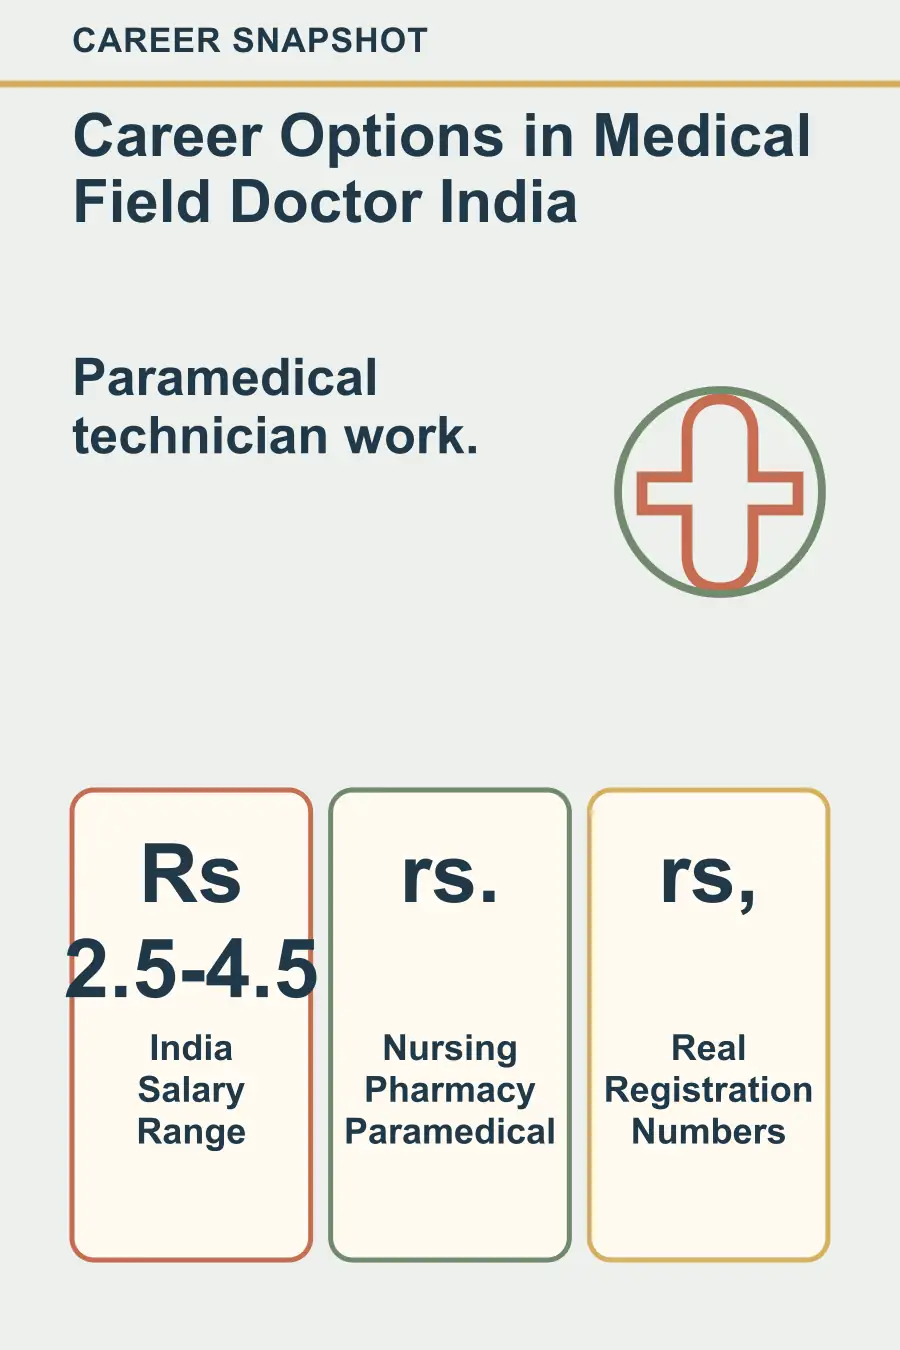 CAREER SNAPSHOT
Career Options in Medical
Field Doctor India
Paramedical
technician work.
Rs
2.5-4.5
India
Salary
Range
rs.
Nursing
Pharmacy
Paramedical
rs,
Real
Registration
Numbers